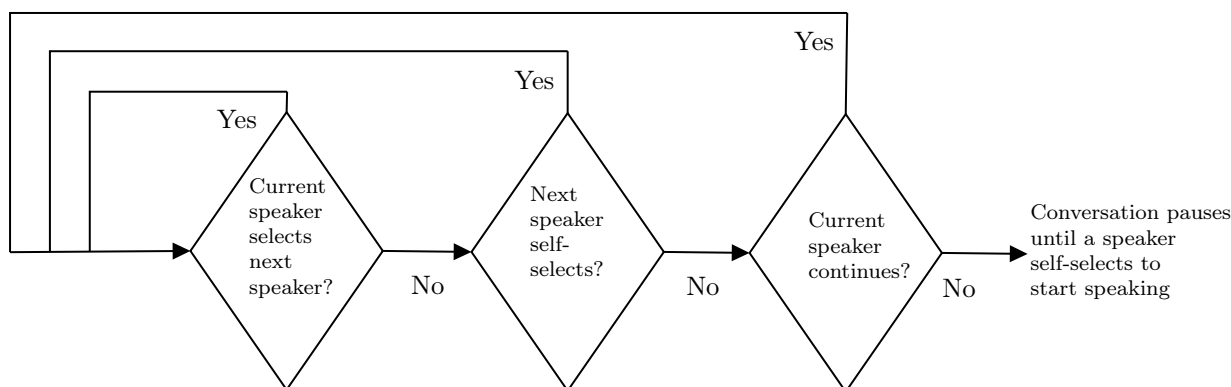 Yes
Yes
Yes
Current
speaker
selects
next
speaker?
No
Next
speaker
self-
selects?
No
Current
speaker
continues?
No
Conversation pauses
until a speaker
self-selects to
start speaking